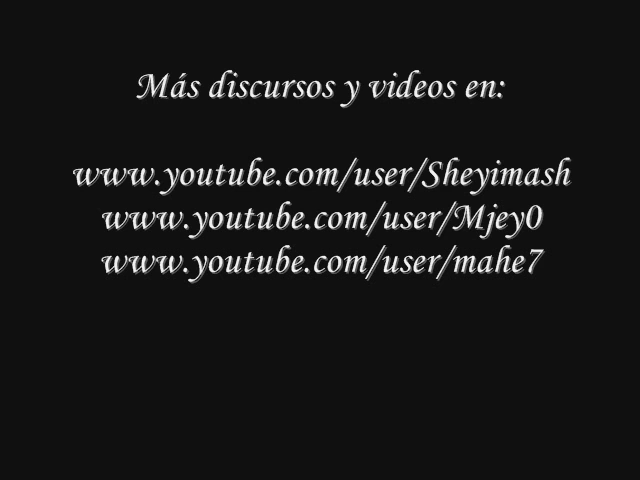 Más discursos y videos en:
www.youtube.com/user/Sheyimash
www.youtube.com/user/Mjey0
www.youtube.com/user/mahe7